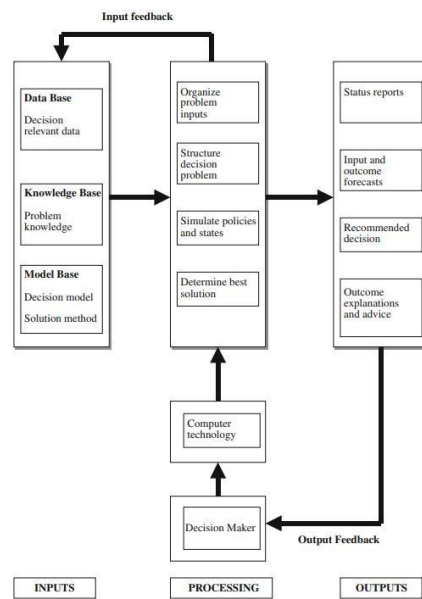 Input feedback
Data Base
Decision
relevant data
Knowledge Base
Problem
knowledge
Model Base
Decision model
Solution method
Organize
problem
inputs
Structure
decision
problem
Simulate policies
and states
Determine best
solution
Status reports
Input and
outcome
forecasts
Recommended
decision
Outcome
explanations
and advice
Computer
technology
Decision Maker
Output Feedback
INPUTS
PROCESSING
OUTPUTS